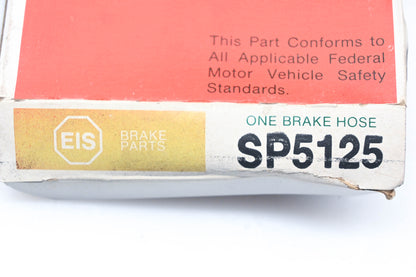 This Part Conforms to
All Applicable Federal
Motor Vehicle Safety
Standards.
EIS
BRAKE
PARTS
ONE BRAKE HOSE
SP5125